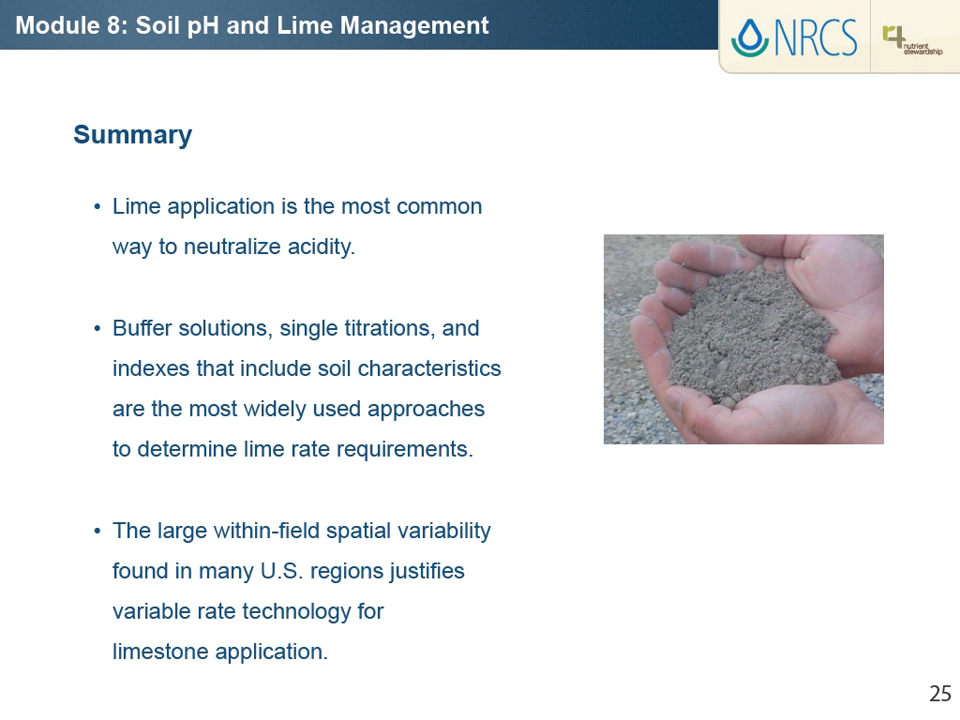 Module 8: Soil pH and Lime Management
NRCS
r4 nutrient
stewardship
Summary
• Lime application is the most common
way to neutralize acidity.
• Buffer solutions, single titrations, and
indexes that include soil characteristics
are the most widely used approaches
to determine lime rate requirements.
• The large within-field spatial variability
found in many U.S. regions justifies
variable rate technology for
limestone application.
25